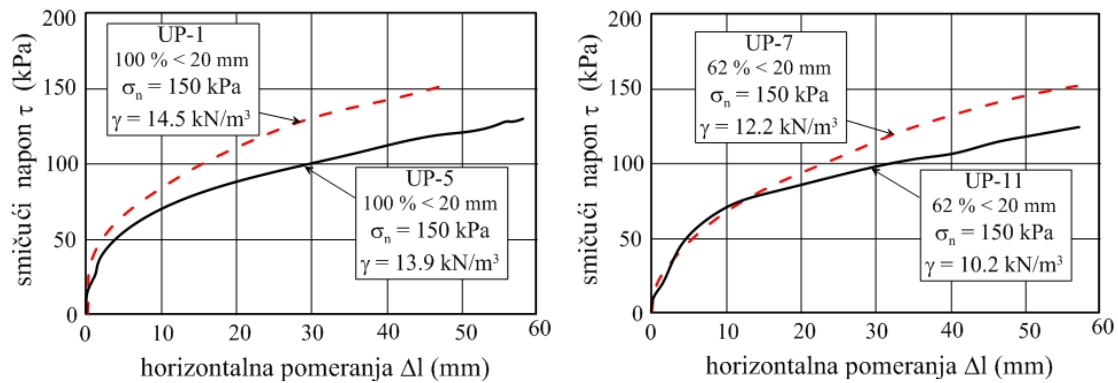 200
150
100
50
0
smičući napon τ (kPa)
UP-1
100 % < 20 mm
σn = 150 kPa
γ = 14.5 kN/m³
UP-5
100 % < 20 mm
σn = 150 kPa
γ = 13.9 kN/m³
0 10 20 30 40 50 60
horizontalna pomeranja Δl (mm)
200
150
100
50
0
smičući napon τ (kPa)
UP-7
62 % < 20 mm
σn = 150 kPa
γ = 12.2 kN/m³
UP-11
62 % < 20 mm
σn = 150 kPa
γ = 10.2 kN/m³
0 10 20 30 40 50 60
horizontalna pomeranja Δl (mm)